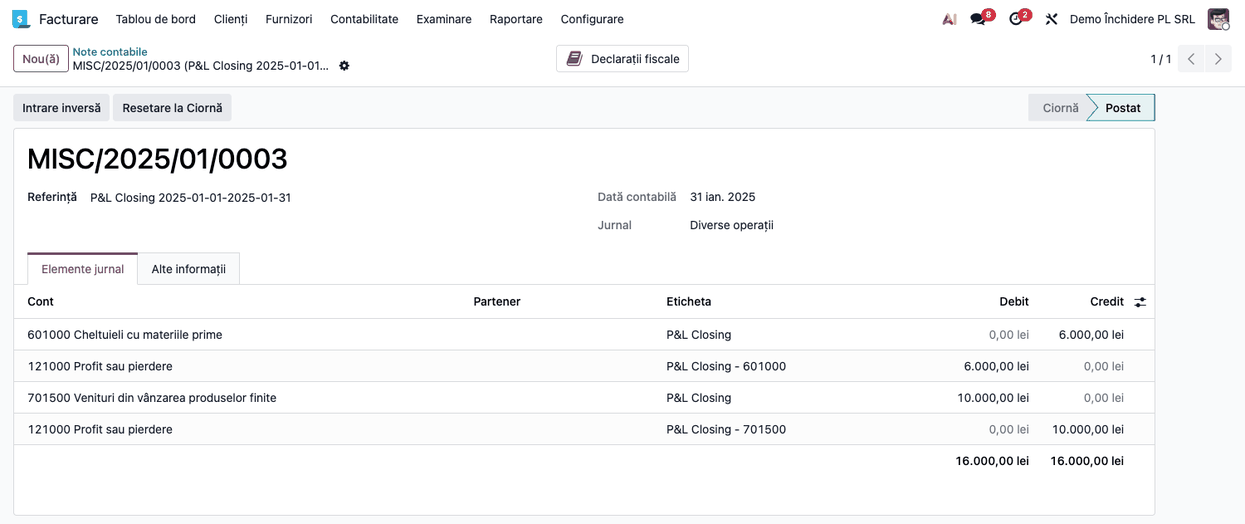 Facturare Tablou de bord Clienți Furnizori Contabilitate Examinare Raportare Configurare AI 8 2 Demo Închidere PL SRL
Nou(ă) Note contabile
MISC/2025/01/0003 (P&L Closing 2025-01-01... Declarații fiscale 1 / 1
Intrare inversă Resetare la Ciornă Ciornă Postat
MISC/2025/01/0003
Referință P&L Closing 2025-01-01-2025-01-31 Dată contabilă 31 ian. 2025
Jurnal Diverse operații
Elemente jurnal Alte informații
Cont Partener Eticheta Debit Credit
601000 Cheltuieli cu materiile prime P&L Closing 0,00 lei 6.000,00 lei
121000 Profit sau pierdere P&L Closing - 601000 6.000,00 lei 0,00 lei
701500 Venituri din vânzarea produselor finite P&L Closing 10.000,00 lei 0,00 lei
121000 Profit sau pierdere P&L Closing - 701500 0,00 lei 10.000,00 lei
16.000,00 lei 16.000,00 lei